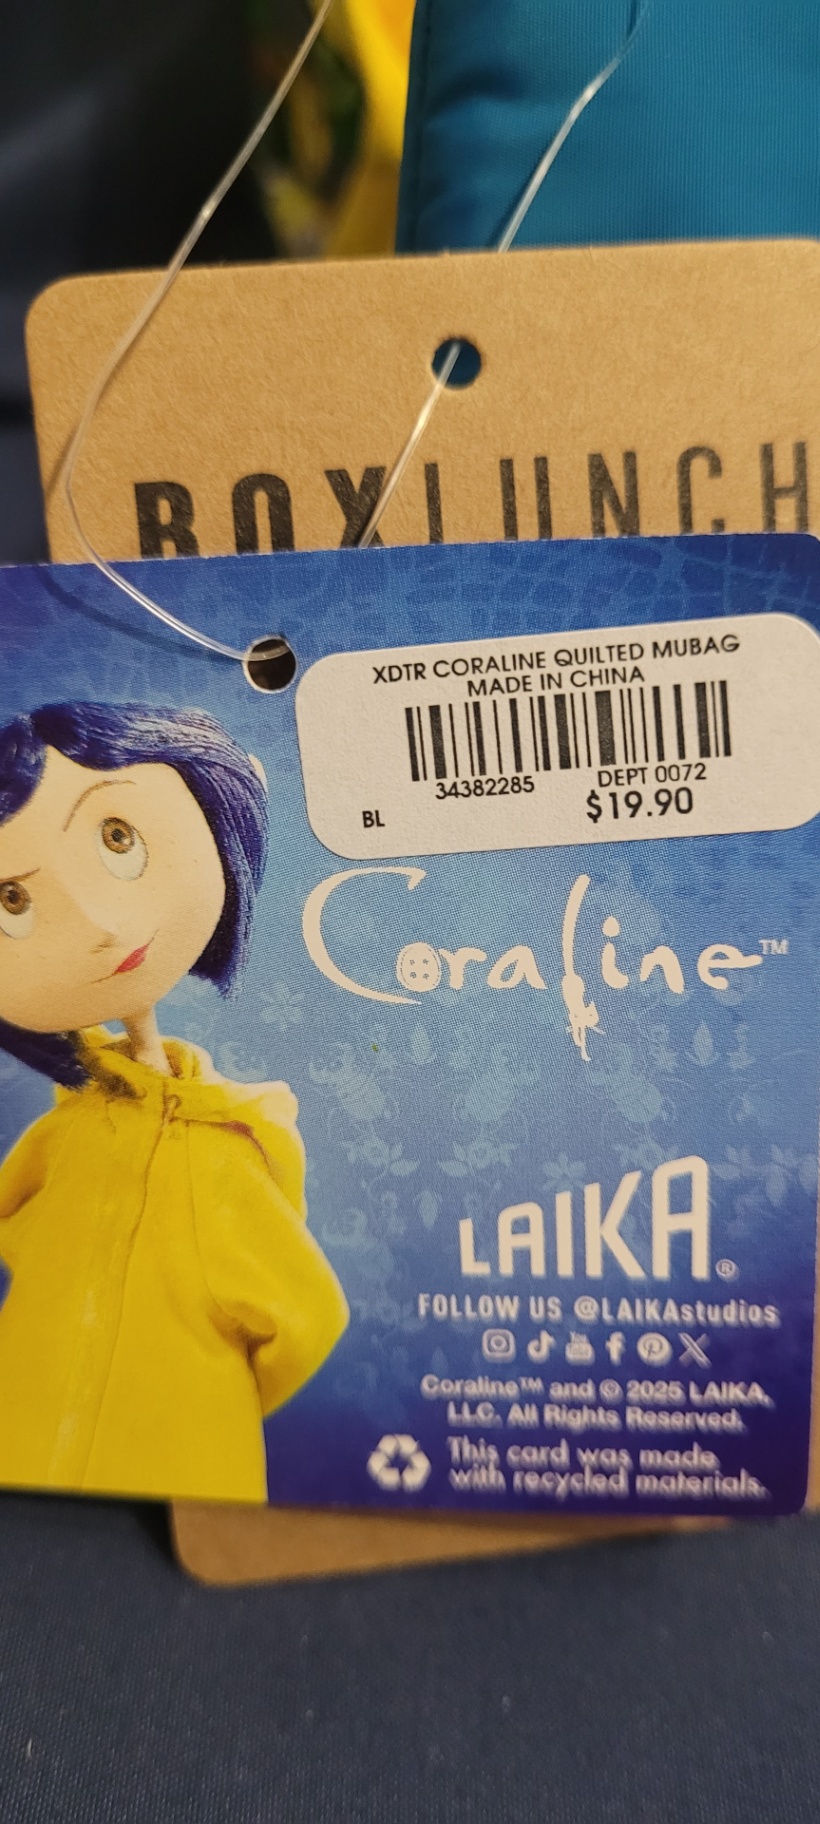 BOXLUNCH
XDTR CORALINE QUILTED MUBAG
MADE IN CHINA
34382285 DEPT 0072
BL $19.90
Coraline™
LAIKA®
FOLLOW US @LAIKAstudios
Coraline™ and © 2025 LAIKA,
LLC. All Rights Reserved.
This card was made
with recycled materials.